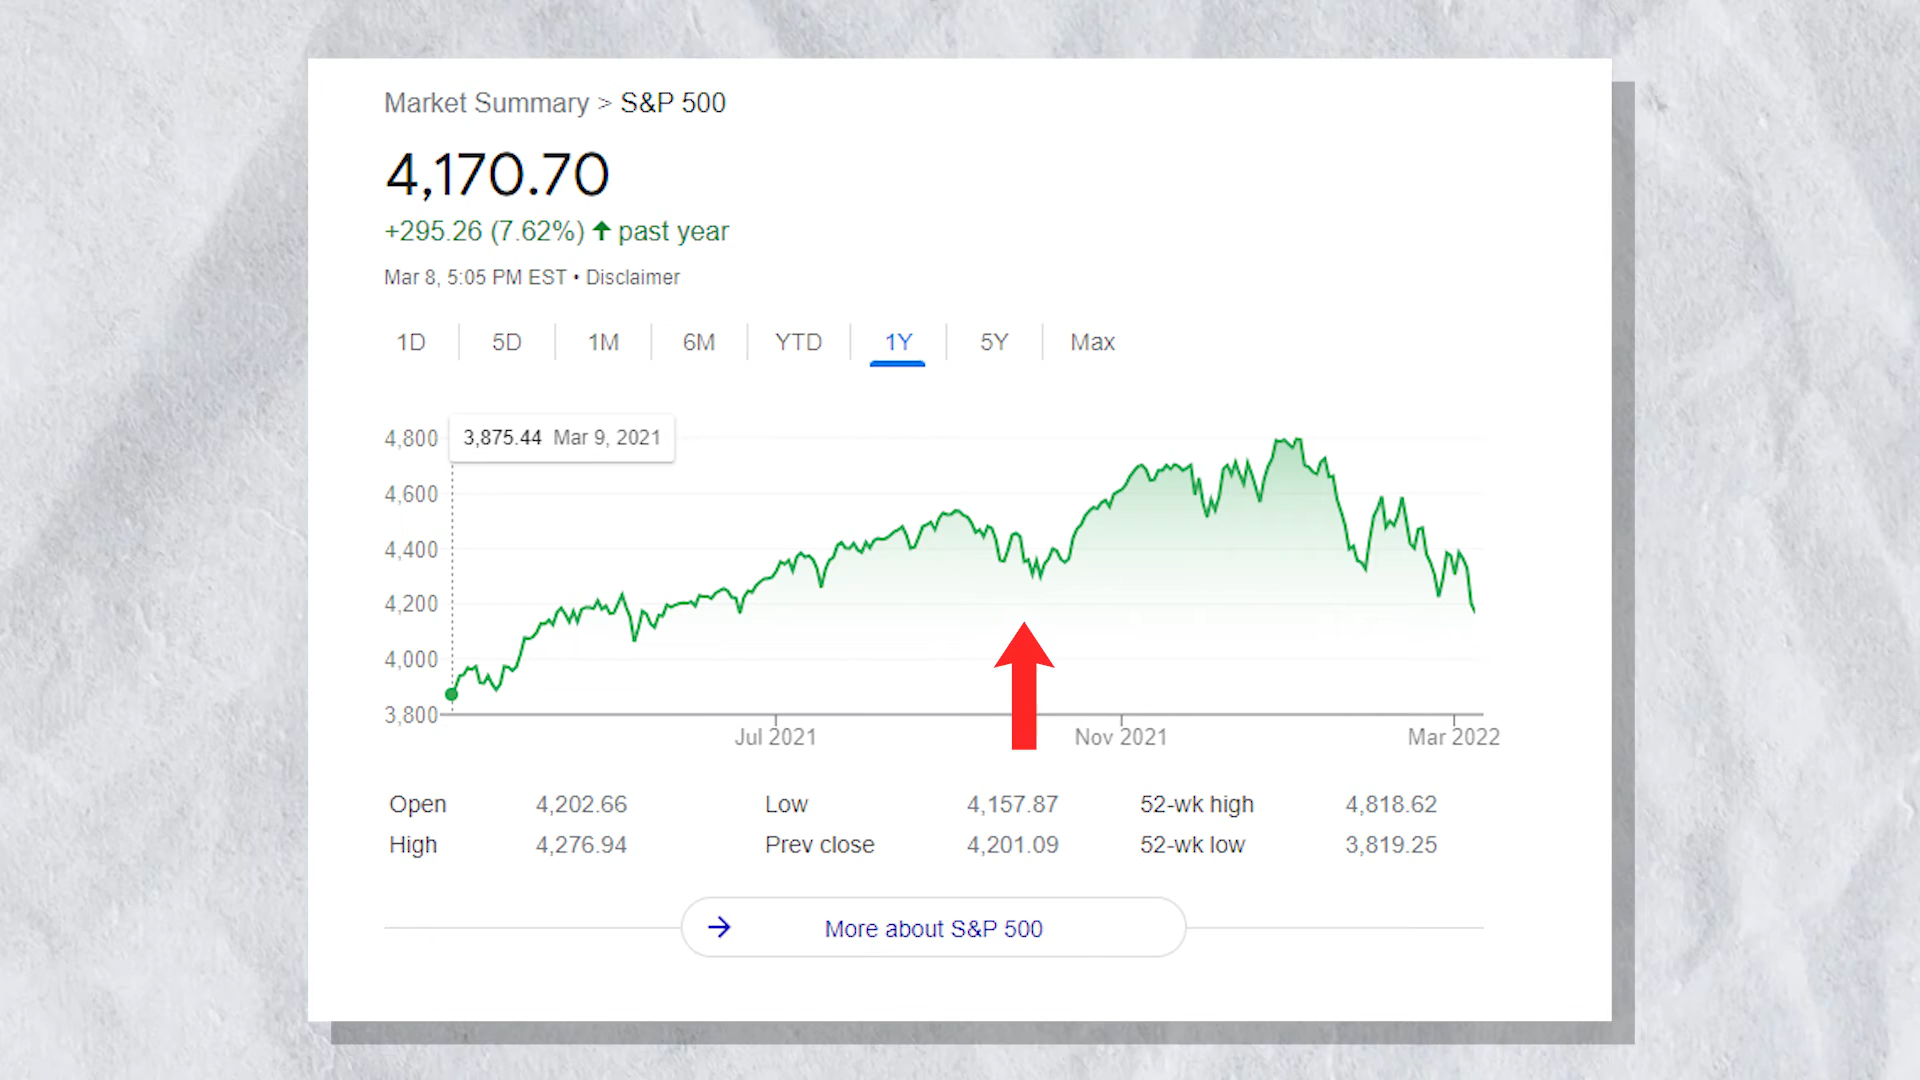 Market Summary > S&P 500
4,170.70
+295.26 (7.62%) ↑ past year
Mar 8, 5:05 PM EST • Disclaimer
1D 5D 1M 6M YTD 1Y 5Y Max
3,875.44 Mar 9, 2021
4,800
4,600
4,400
4,200
4,000
3,800
Jul 2021 Nov 2021 Mar 2022
Open 4,202.66 Low 4,157.87 52-wk high 4,818.62
High 4,276.94 Prev close 4,201.09 52-wk low 3,819.25
→ More about S&P 500